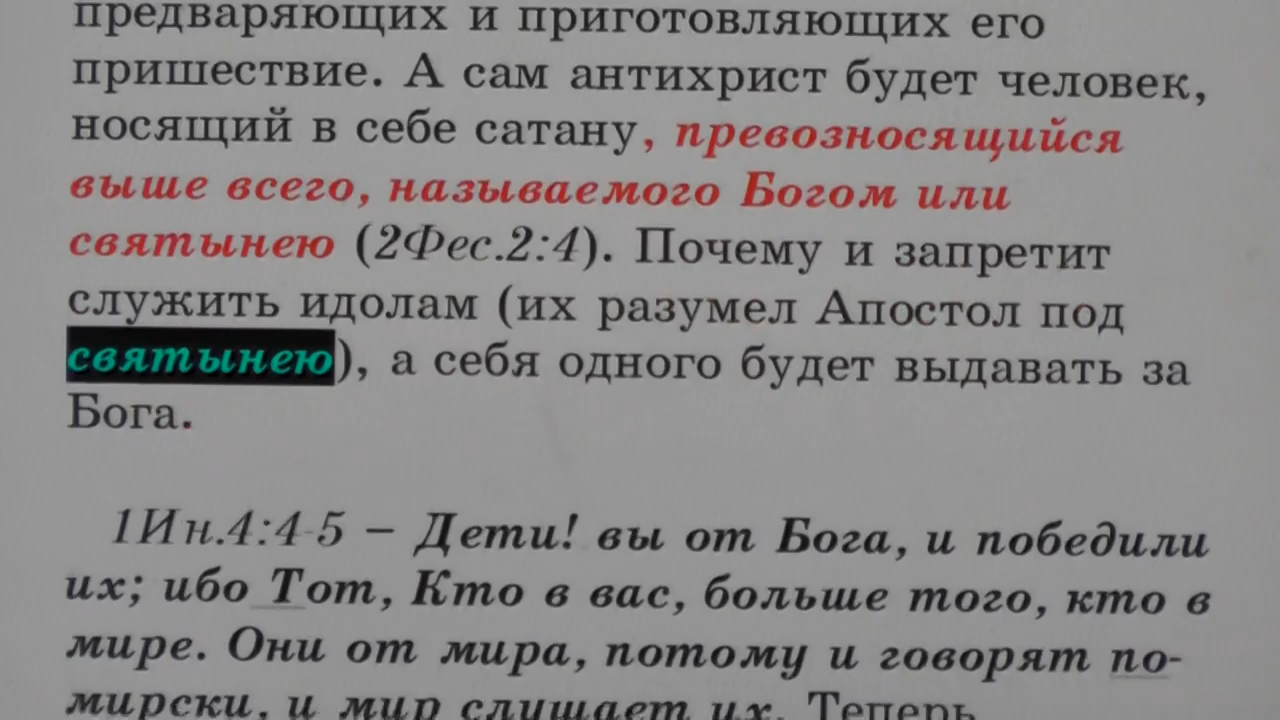 предваряющих и приготовляющих его
пришествие. А сам антихрист будет человек,
носящий в себе сатану, превозносящийся
выше всего, называемого Богом или
святынею (2Фес.2:4). Почему и запретит
служить идолам (их разумел Апостол под
святынею), а себя одного будет выдавать за
Бога.
1Ин.4:4-5 – Дети! вы от Бога, и победили
их; ибо Тот, Кто в вас, больше того, кто в
мире. Они от мира, потому и говорят по-
мирски, и мир слушает их. Теперь